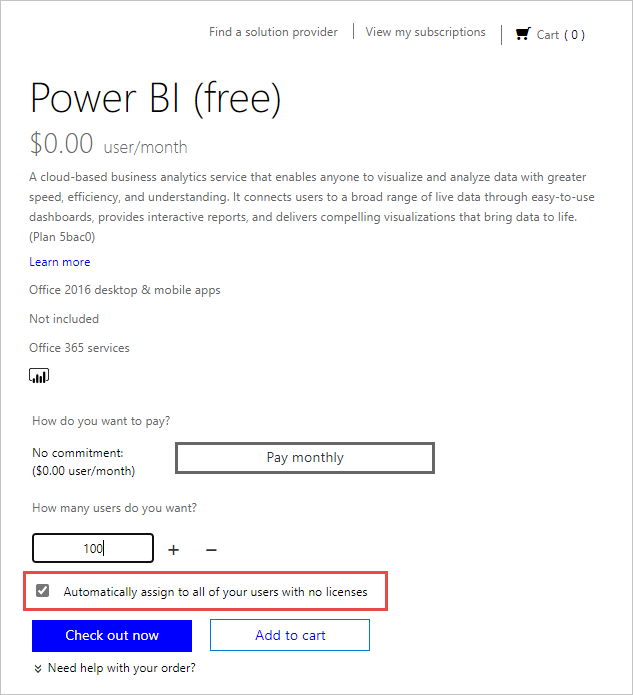 Find a solution provider | View my subscriptions | Cart ( 0 )
Power BI (free)
$0.00 user/month
A cloud-based business analytics service that enables anyone to visualize and analyze data with greater
speed, efficiency, and understanding. It connects users to a broad range of live data through easy-to-use
dashboards, provides interactive reports, and delivers compelling visualizations that bring data to life.
(Plan 5bac0)
Learn more
Office 2016 desktop & mobile apps
Not included
Office 365 services
How do you want to pay?
No commitment:
($0.00 user/month)
Pay monthly
How many users do you want?
100 + −
Automatically assign to all of your users with no licenses
Check out now Add to cart
Need help with your order?